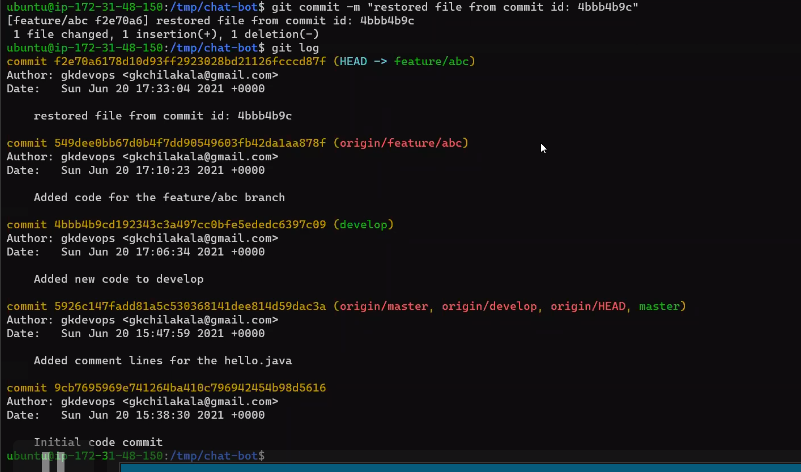 ubuntu@ip-172-31-48-150:/tmp/chat-bot$ git commit -m "restored file from commit id: 4bbb4b9c"
[feature/abc f2e70a6] restored file from commit id: 4bbb4b9c
 1 file changed, 1 insertion(+), 1 deletion(-)
ubuntu@ip-172-31-48-150:/tmp/chat-bot$ git log
commit f2e70a6178d10d93ff2923028bd21126fcccd87f (HEAD -> feature/abc)
Author: gkdevops <gkchilakala@gmail.com>
Date:   Sun Jun 20 17:33:04 2021 +0000

    restored file from commit id: 4bbb4b9c

commit 549dee0bb67d0b4f7dd90549603fb42da1aa878f (origin/feature/abc)
Author: gkdevops <gkchilakala@gmail.com>
Date:   Sun Jun 20 17:10:23 2021 +0000

    Added code for the feature/abc branch

commit 4bbb4b9cd192343c3a497cc0bfe5ededc6397c09 (develop)
Author: gkdevops <gkchilakala@gmail.com>
Date:   Sun Jun 20 17:06:34 2021 +0000

    Added new code to develop

commit 5926c147fadd81a5c530368141dee814d59dac3a (origin/master, origin/develop, origin/HEAD, master)
Author: gkdevops <gkchilakala@gmail.com>
Date:   Sun Jun 20 15:47:59 2021 +0000

    Added comment lines for the hello.java

commit 9cb7695969e741264ba410c796942454b98d5616
Author: gkdevops <gkchilakala@gmail.com>
Date:   Sun Jun 20 15:38:30 2021 +0000

    Initial code commit
ubuntu@ip-172-31-48-150:/tmp/chat-bot$